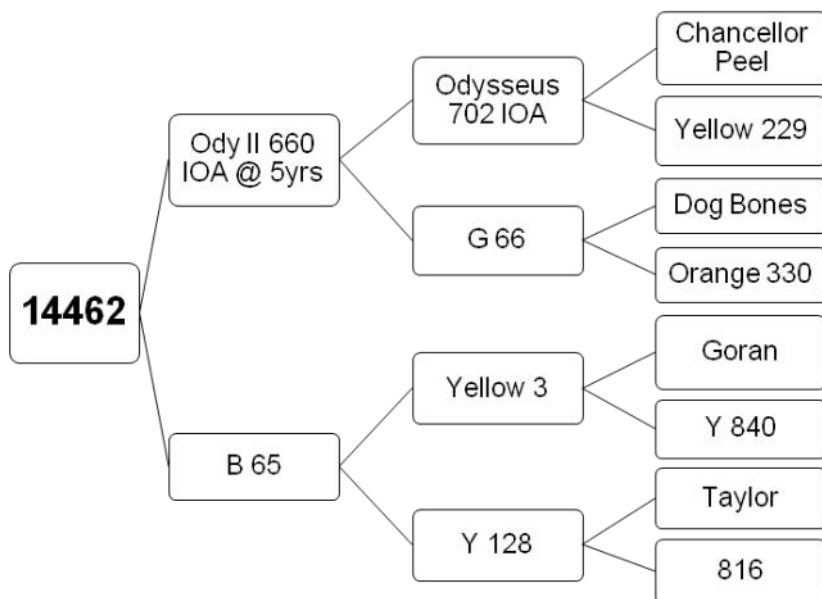 14462
Ody II 660
IOA @ 5yrs
B 65
Odysseus
702 IOA
G 66
Yellow 3
Y 128
Chancellor
Peel
Yellow 229
Dog Bones
Orange 330
Goran
Y 840
Taylor
816